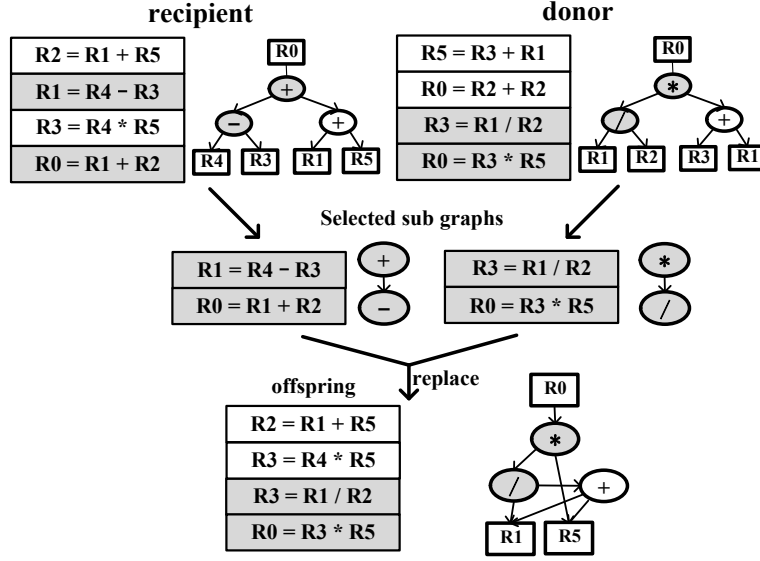 recipient
donor
R2 = R1 + R5
R1 = R4 − R3
R3 = R4 * R5
R0 = R1 + R2
R0
+
−
+
R4
R3
R1
R5
R5 = R3 + R1
R0 = R2 + R2
R3 = R1 / R2
R0 = R3 * R5
R0
*
/
+
R1
R2
R3
R1
Selected sub graphs
R1 = R4 − R3
R0 = R1 + R2
+
−
R3 = R1 / R2
R0 = R3 * R5
*
/
replace
offspring
R2 = R1 + R5
R3 = R4 * R5
R3 = R1 / R2
R0 = R3 * R5
R0
*
/
+
R1
R5